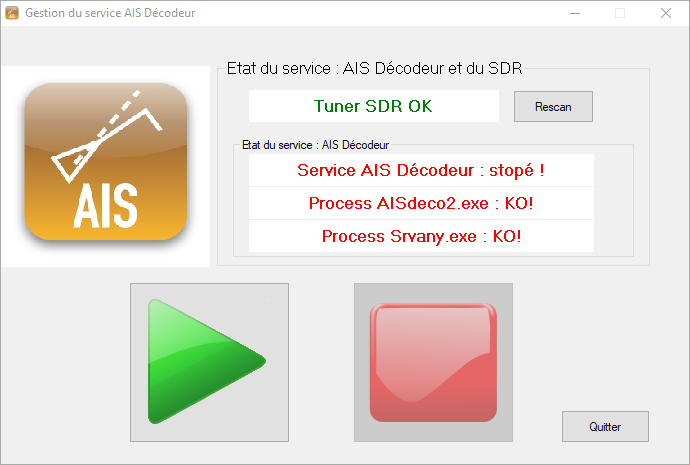 Gestion du service AIS Décodeur
Etat du service : AIS Décodeur et du SDR
Tuner SDR OK
Rescan
Etat du service : AIS Décodeur
Service AIS Décodeur : stopé !
Process AISdeco2.exe : KO!
Process Srvany.exe : KO!
AIS
Quitter